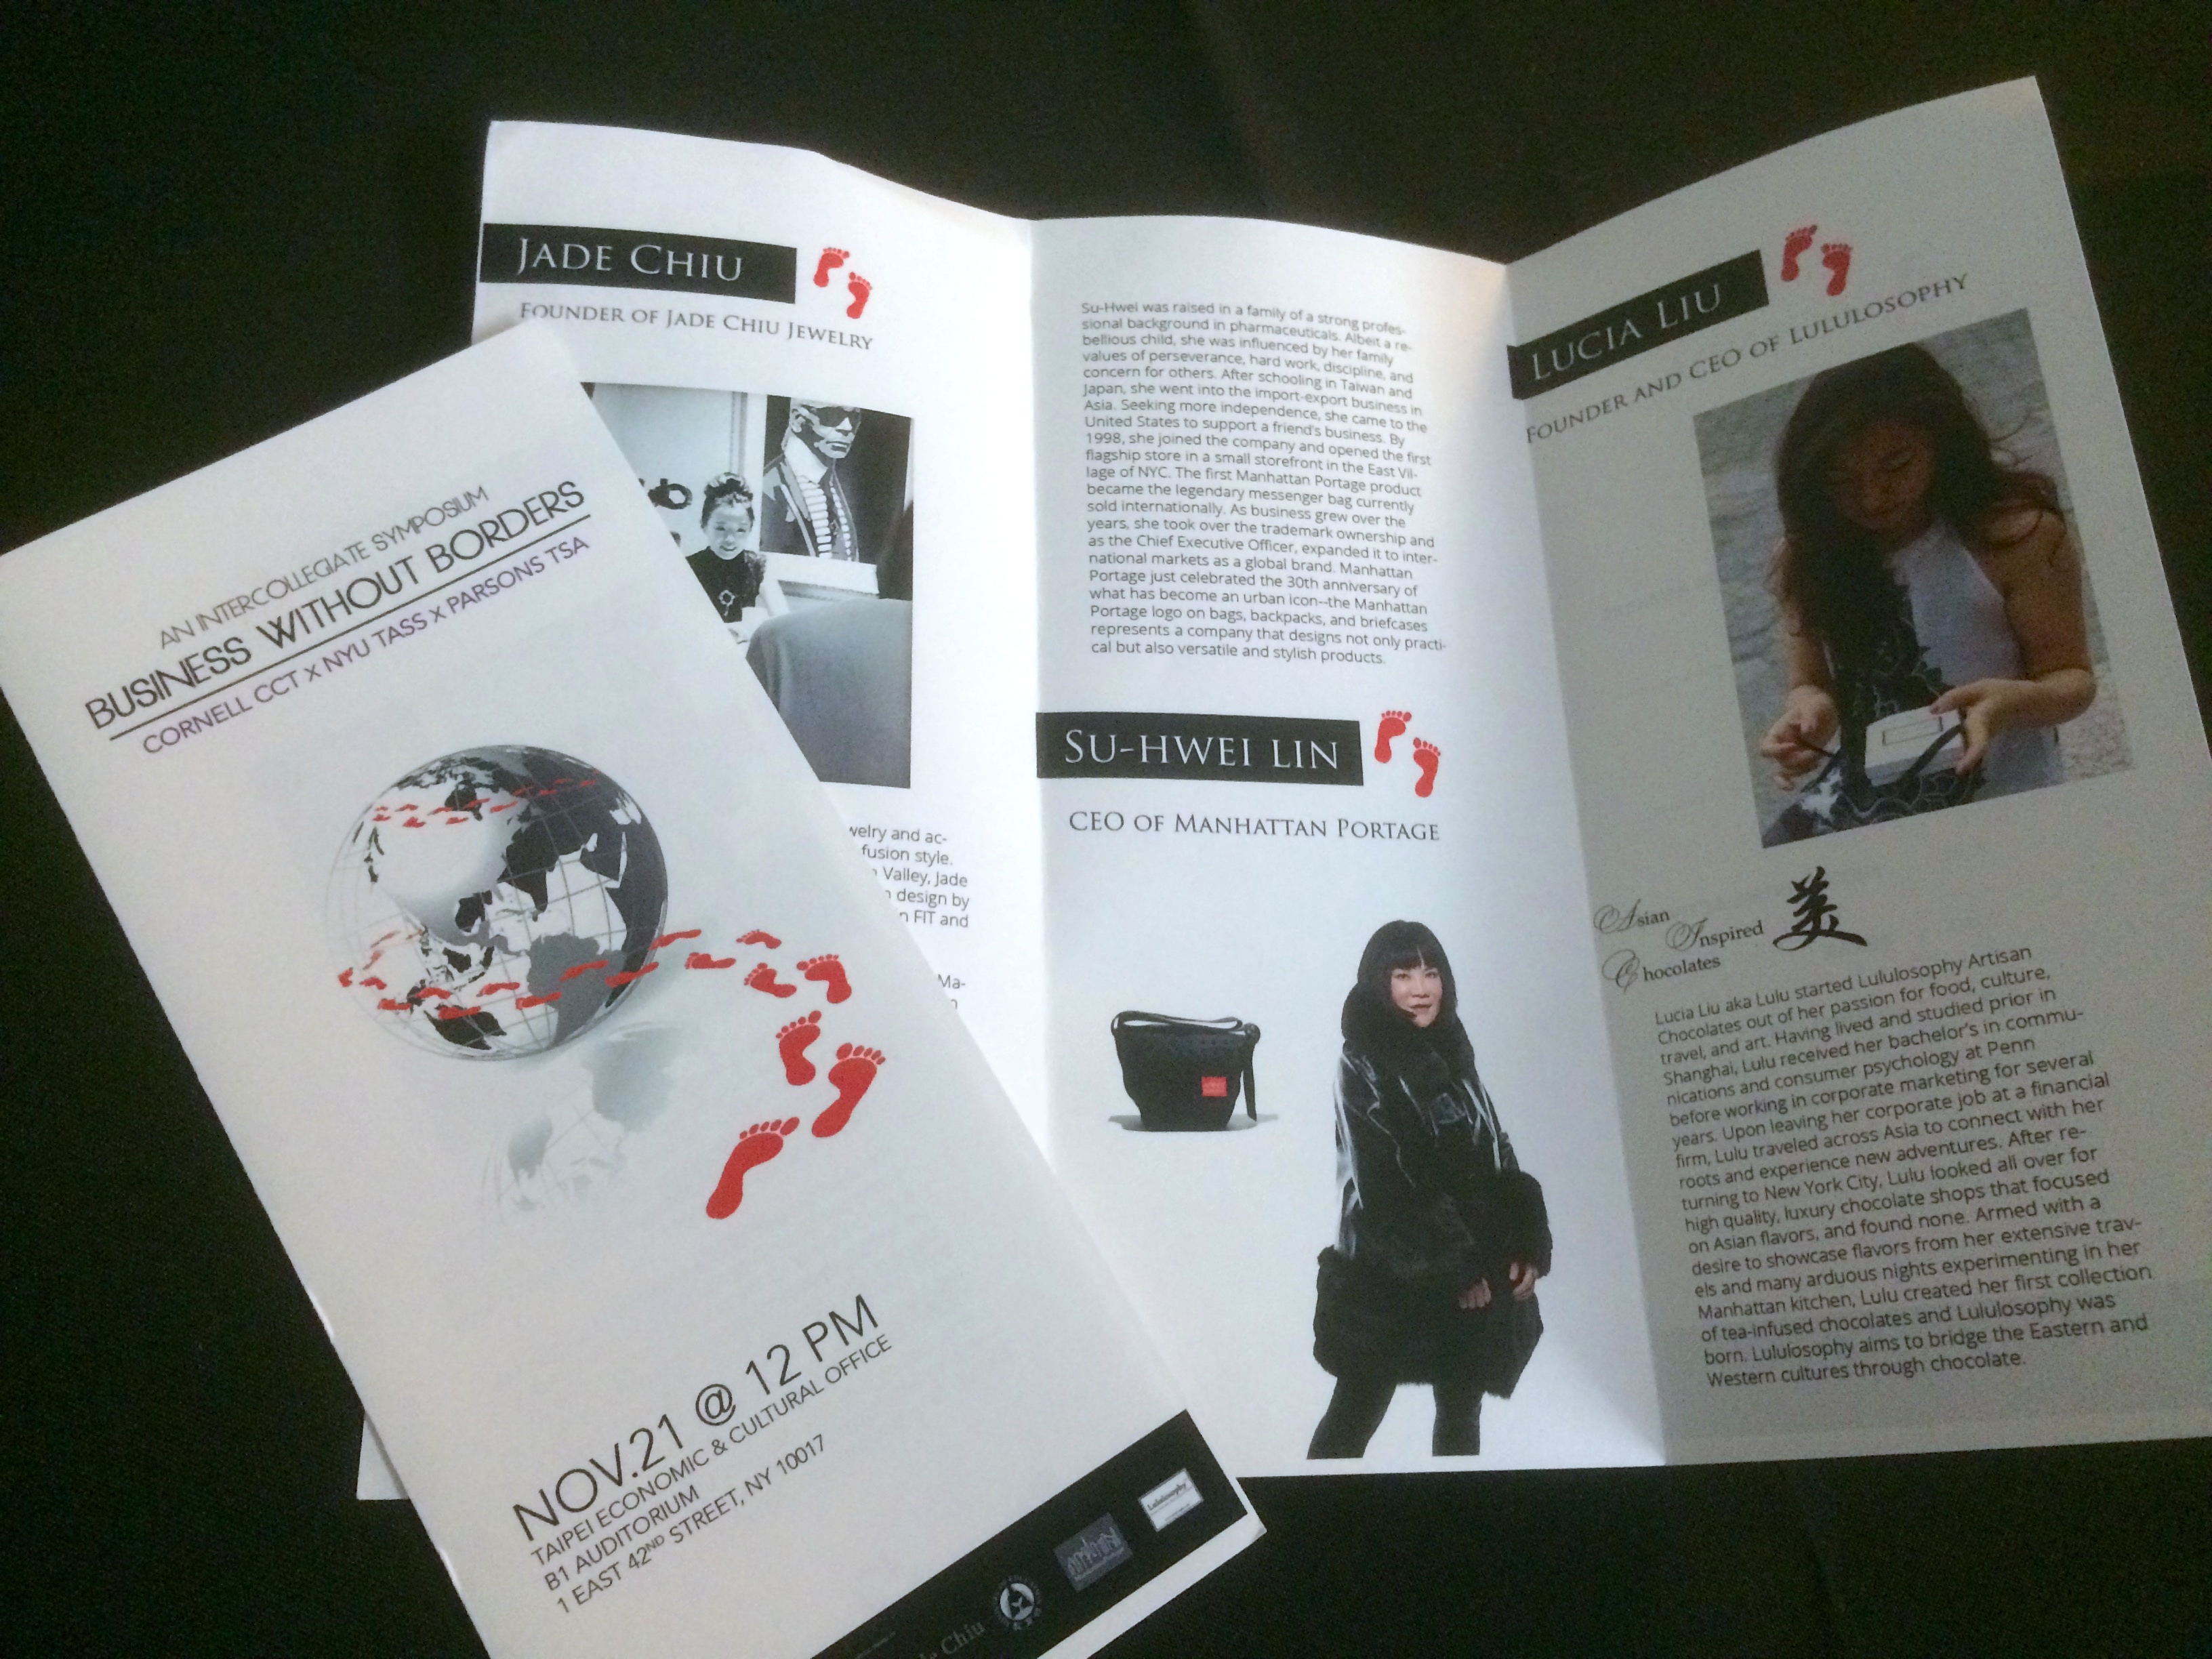 AN INTERCOLLEGIATE SYMPOSIUM
BUSINESS WITHOUT BORDERS
CORNELL CCT X NYU TASS X PARSONS TSA
NOV.21 @ 12 PM
TAIPEI ECONOMIC & CULTURAL OFFICE
B1 AUDITORIUM
1 EAST 42ND STREET, NY 10017
Chiu
Lululosophy
JADE CHIU
FOUNDER OF JADE CHIU JEWELRY
welry and ac-
fusion style.
Valley, Jade
design by
FIT and
Ma-
Su-Hwei was raised in a family of a strong profes-
sional background in pharmaceuticals. Albeit a re-
bellious child, she was influenced by her family
values of perseverance, hard work, discipline, and
concern for others. After schooling in Taiwan and
Japan, she went into the import-export business in
Asia. Seeking more independence, she came to the
United States to support a friend's business. By
1998, she joined the company and opened the first
flagship store in a small storefront in the East Vil-
lage of NYC. The first Manhattan Portage product
became the legendary messenger bag currently
sold internationally. As business grew over the
years, she took over the trademark ownership and
as the Chief Executive Officer, expanded it to inter-
national markets as a global brand. Manhattan
Portage just celebrated the 30th anniversary of
what has become an urban icon--the Manhattan
Portage logo on bags, backpacks, and briefcases
represents a company that designs not only practi-
cal but also versatile and stylish products.
SU-HWEI LIN
CEO OF MANHATTAN PORTAGE
LUCIA LIU
FOUNDER AND CEO OF LULULOSOPHY
Asian
Inspired
Chocolates
美
Lucia Liu aka Lulu started Lululosophy Artisan
Chocolates out of her passion for food, culture,
travel, and art. Having lived and studied prior in
Shanghai, Lulu received her bachelor's in commu-
nications and consumer psychology at Penn
before working in corporate marketing for several
years. Upon leaving her corporate job at a financial
firm, Lulu traveled across Asia to connect with her
roots and experience new adventures. After re-
turning to New York City, Lulu looked all over for
high quality, luxury chocolate shops that focused
on Asian flavors, and found none. Armed with a
desire to showcase flavors from her extensive trav-
els and many arduous nights experimenting in her
Manhattan kitchen, Lulu created her first collection
of tea-infused chocolates and Lululosophy was
born. Lululosophy aims to bridge the Eastern and
Western cultures through chocolate.